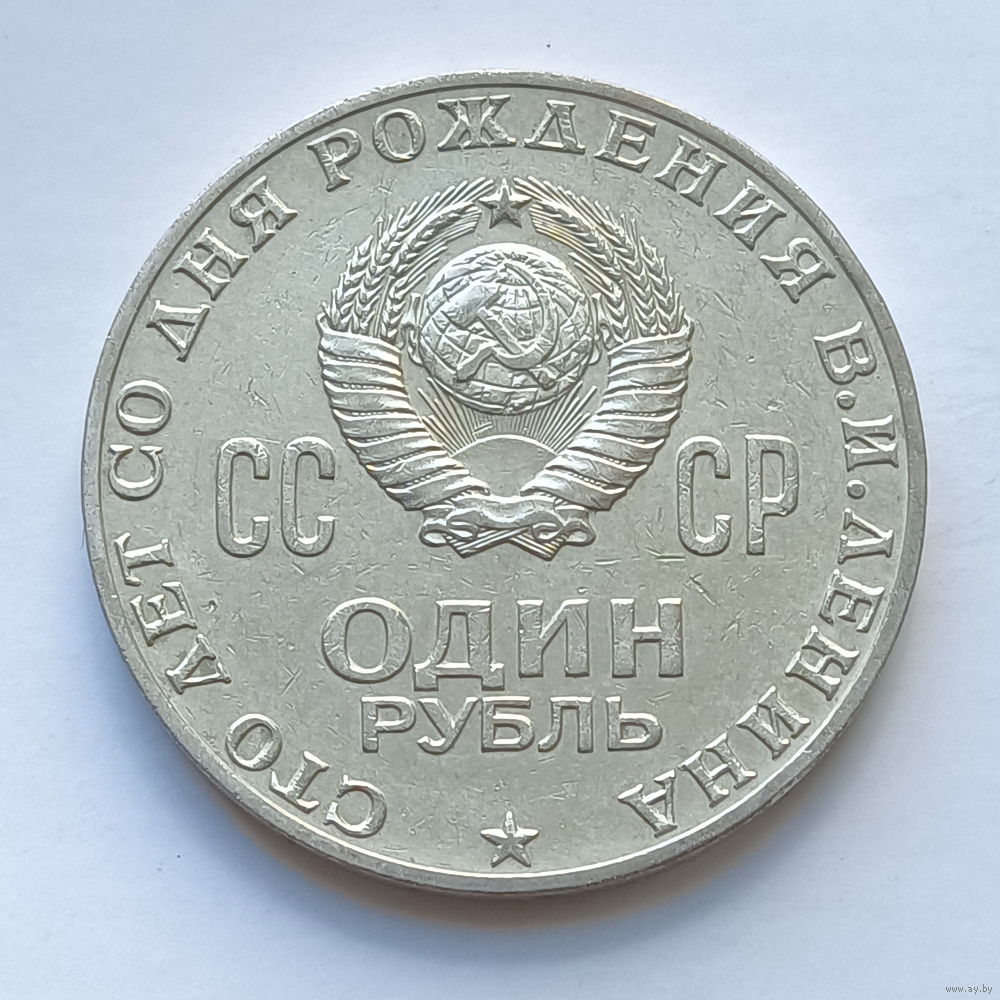 СТО ЛЕТ СО ДНЯ РОЖДЕНИЯ В.И.ЛЕНИНА
СС СР
ОДИН
РУБЛЬ
www.ay.by